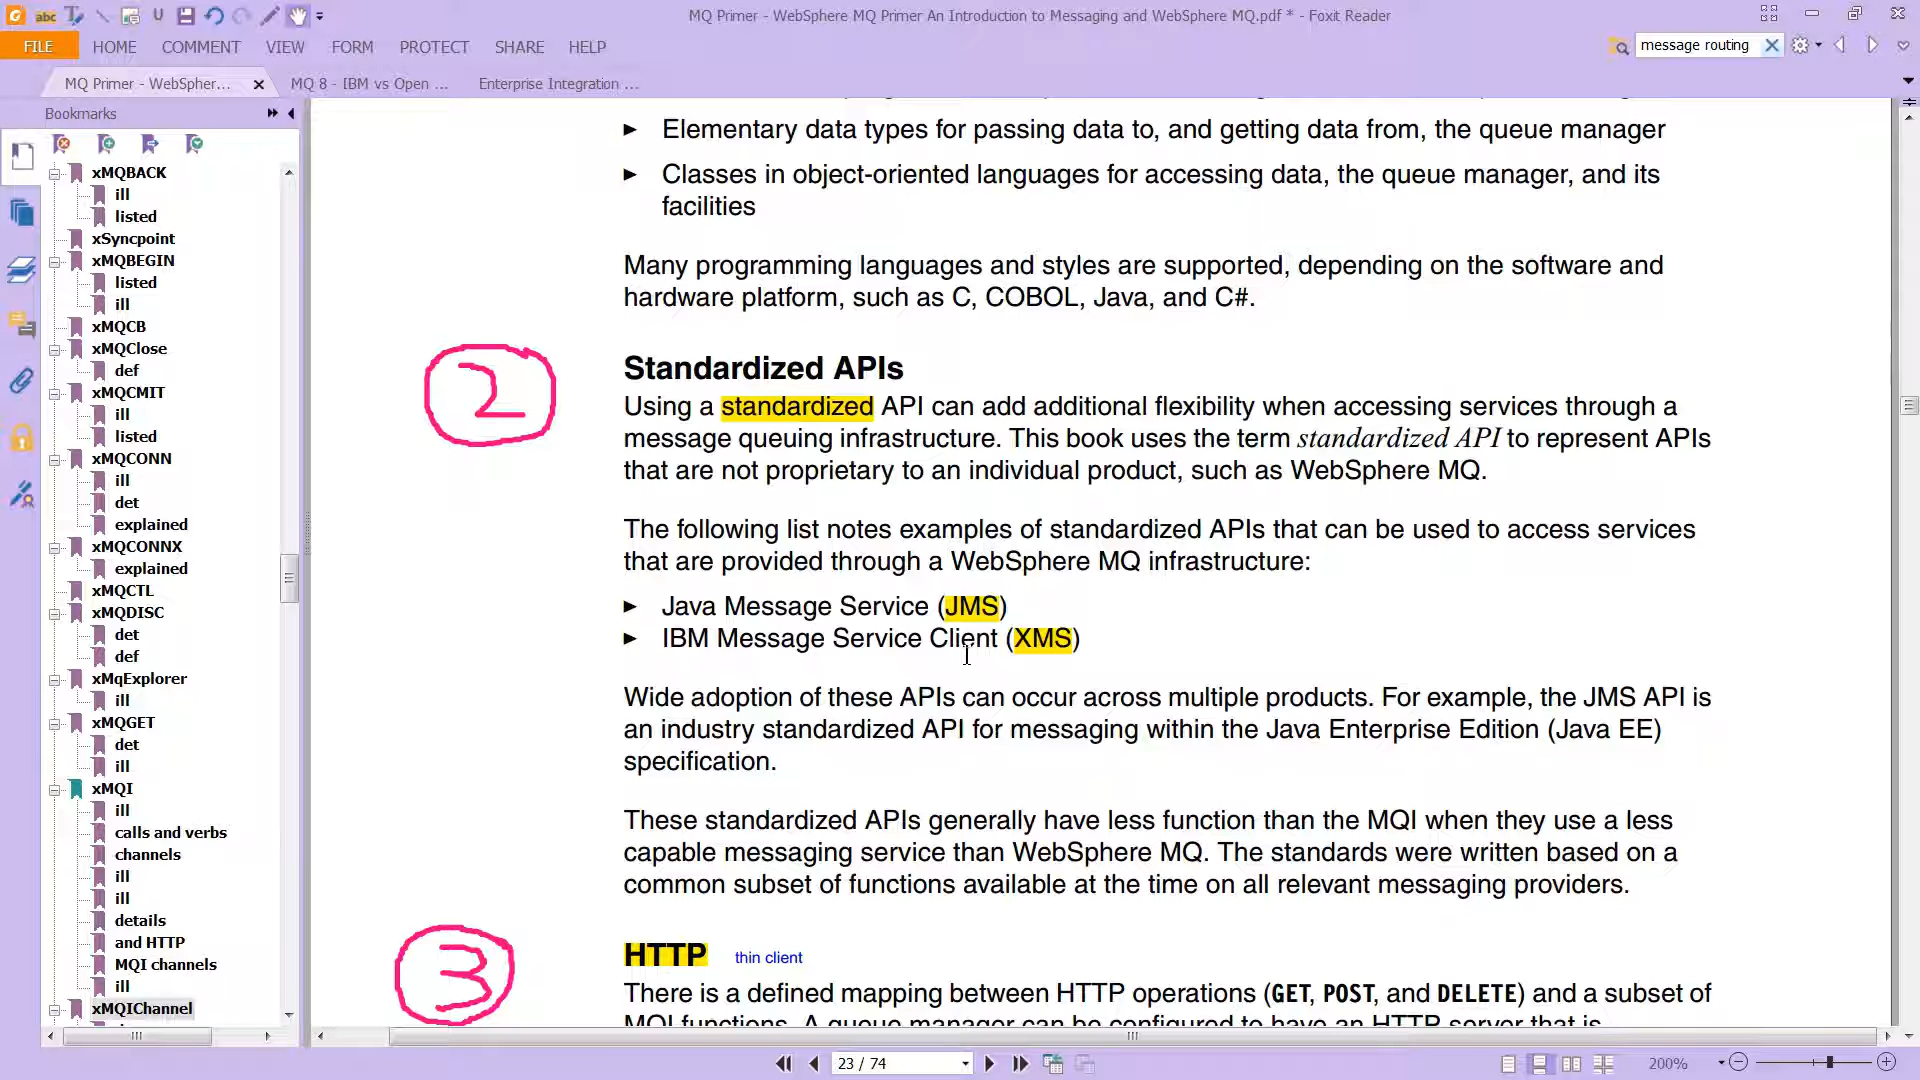 MQ Primer - WebSphere MQ Primer An Introduction to Messaging and WebSphere MQ.pdf * - Foxit Reader
FILE HOME COMMENT VIEW FORM PROTECT SHARE HELP
message routing
MQ Primer - WebSpher... MQ 8 - IBM vs Open ... Enterprise Integration ...
Bookmarks
xMQBACK
ill
listed
xSyncpoint
xMQBEGIN
listed
ill
xMQCB
xMQClose
def
xMQCMIT
ill
listed
xMQCONN
ill
det
explained
xMQCONNX
explained
xMQCTL
xMQDISC
det
def
xMqExplorer
ill
xMQGET
det
ill
xMQI
ill
calls and verbs
channels
ill
ill
details
and HTTP
MQI channels
ill
xMQIChannel
► Elementary data types for passing data to, and getting data from, the queue manager
► Classes in object-oriented languages for accessing data, the queue manager, and its
facilities
Many programming languages and styles are supported, depending on the software and
hardware platform, such as C, COBOL, Java, and C#.
2
Standardized APIs
Using a standardized API can add additional flexibility when accessing services through a
message queuing infrastructure. This book uses the term standardized API to represent APIs
that are not proprietary to an individual product, such as WebSphere MQ.
The following list notes examples of standardized APIs that can be used to access services
that are provided through a WebSphere MQ infrastructure:
► Java Message Service (JMS)
► IBM Message Service Client (XMS)
Wide adoption of these APIs can occur across multiple products. For example, the JMS API is
an industry standardized API for messaging within the Java Enterprise Edition (Java EE)
specification.
These standardized APIs generally have less function than the MQI when they use a less
capable messaging service than WebSphere MQ. The standards were written based on a
common subset of functions available at the time on all relevant messaging providers.
3
HTTP thin client
There is a defined mapping between HTTP operations (GET, POST, and DELETE) and a subset of
MQI functions. A queue manager can be configured to have an HTTP server that is
23 / 74
200%